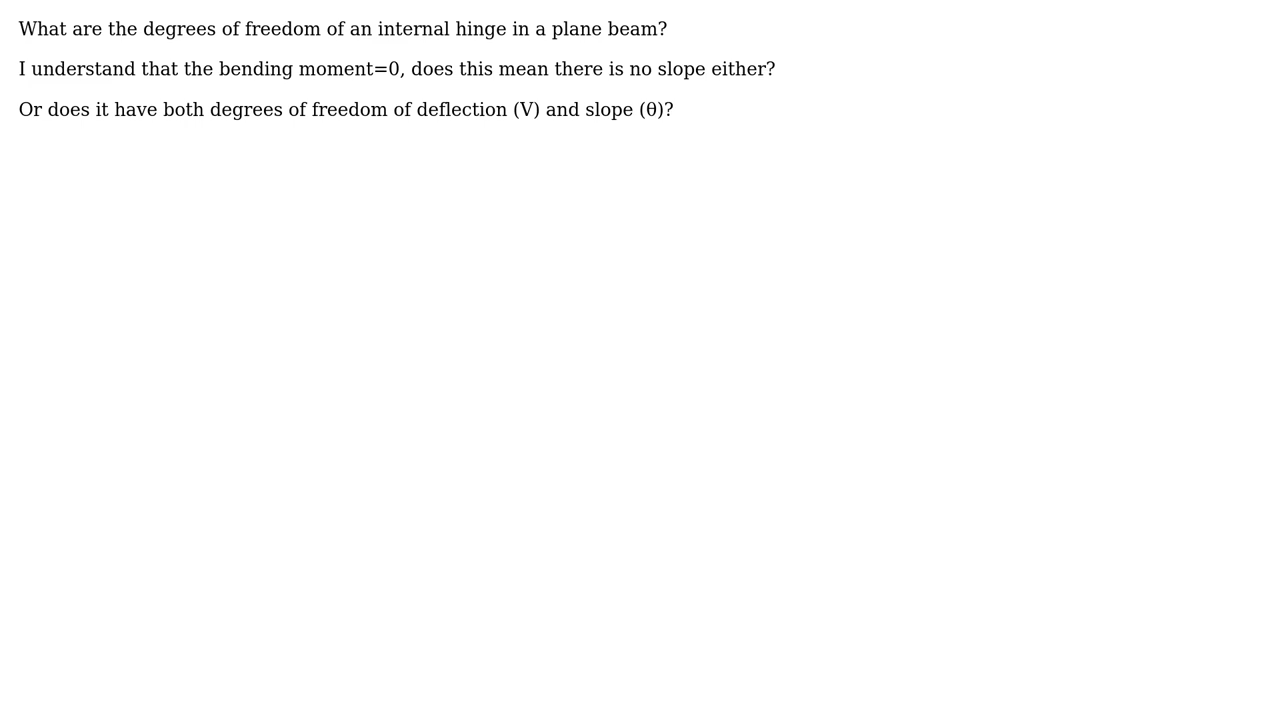 What are the degrees of freedom of an internal hinge in a plane beam?
I understand that the bending moment=0, does this mean there is no slope either?
Or does it have both degrees of freedom of deflection (V) and slope (θ)?